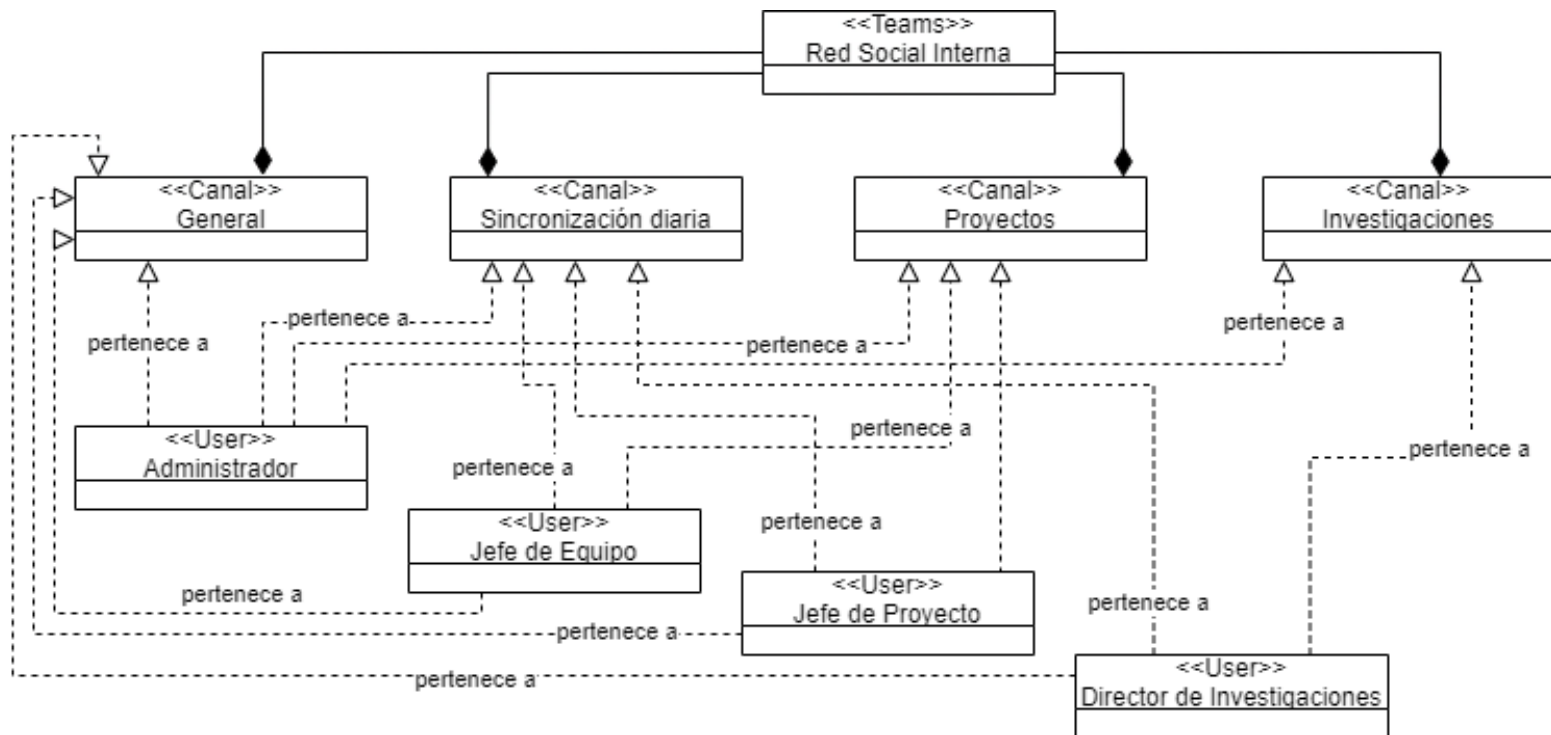 <<Teams>>
Red Social Interna
<<Canal>>
General
<<Canal>>
Sincronización diaria
<<Canal>>
Proyectos
<<Canal>>
Investigaciones
pertenece a
pertenece a
pertenece a
pertenece a
<<User>>
Administrador
pertenece a
pertenece a
pertenece a
<<User>>
Jefe de Equipo
pertenece a
pertenece a
<<User>>
Jefe de Proyecto
pertenece a
pertenece a
pertenece a
<<User>>
Director de Investigaciones